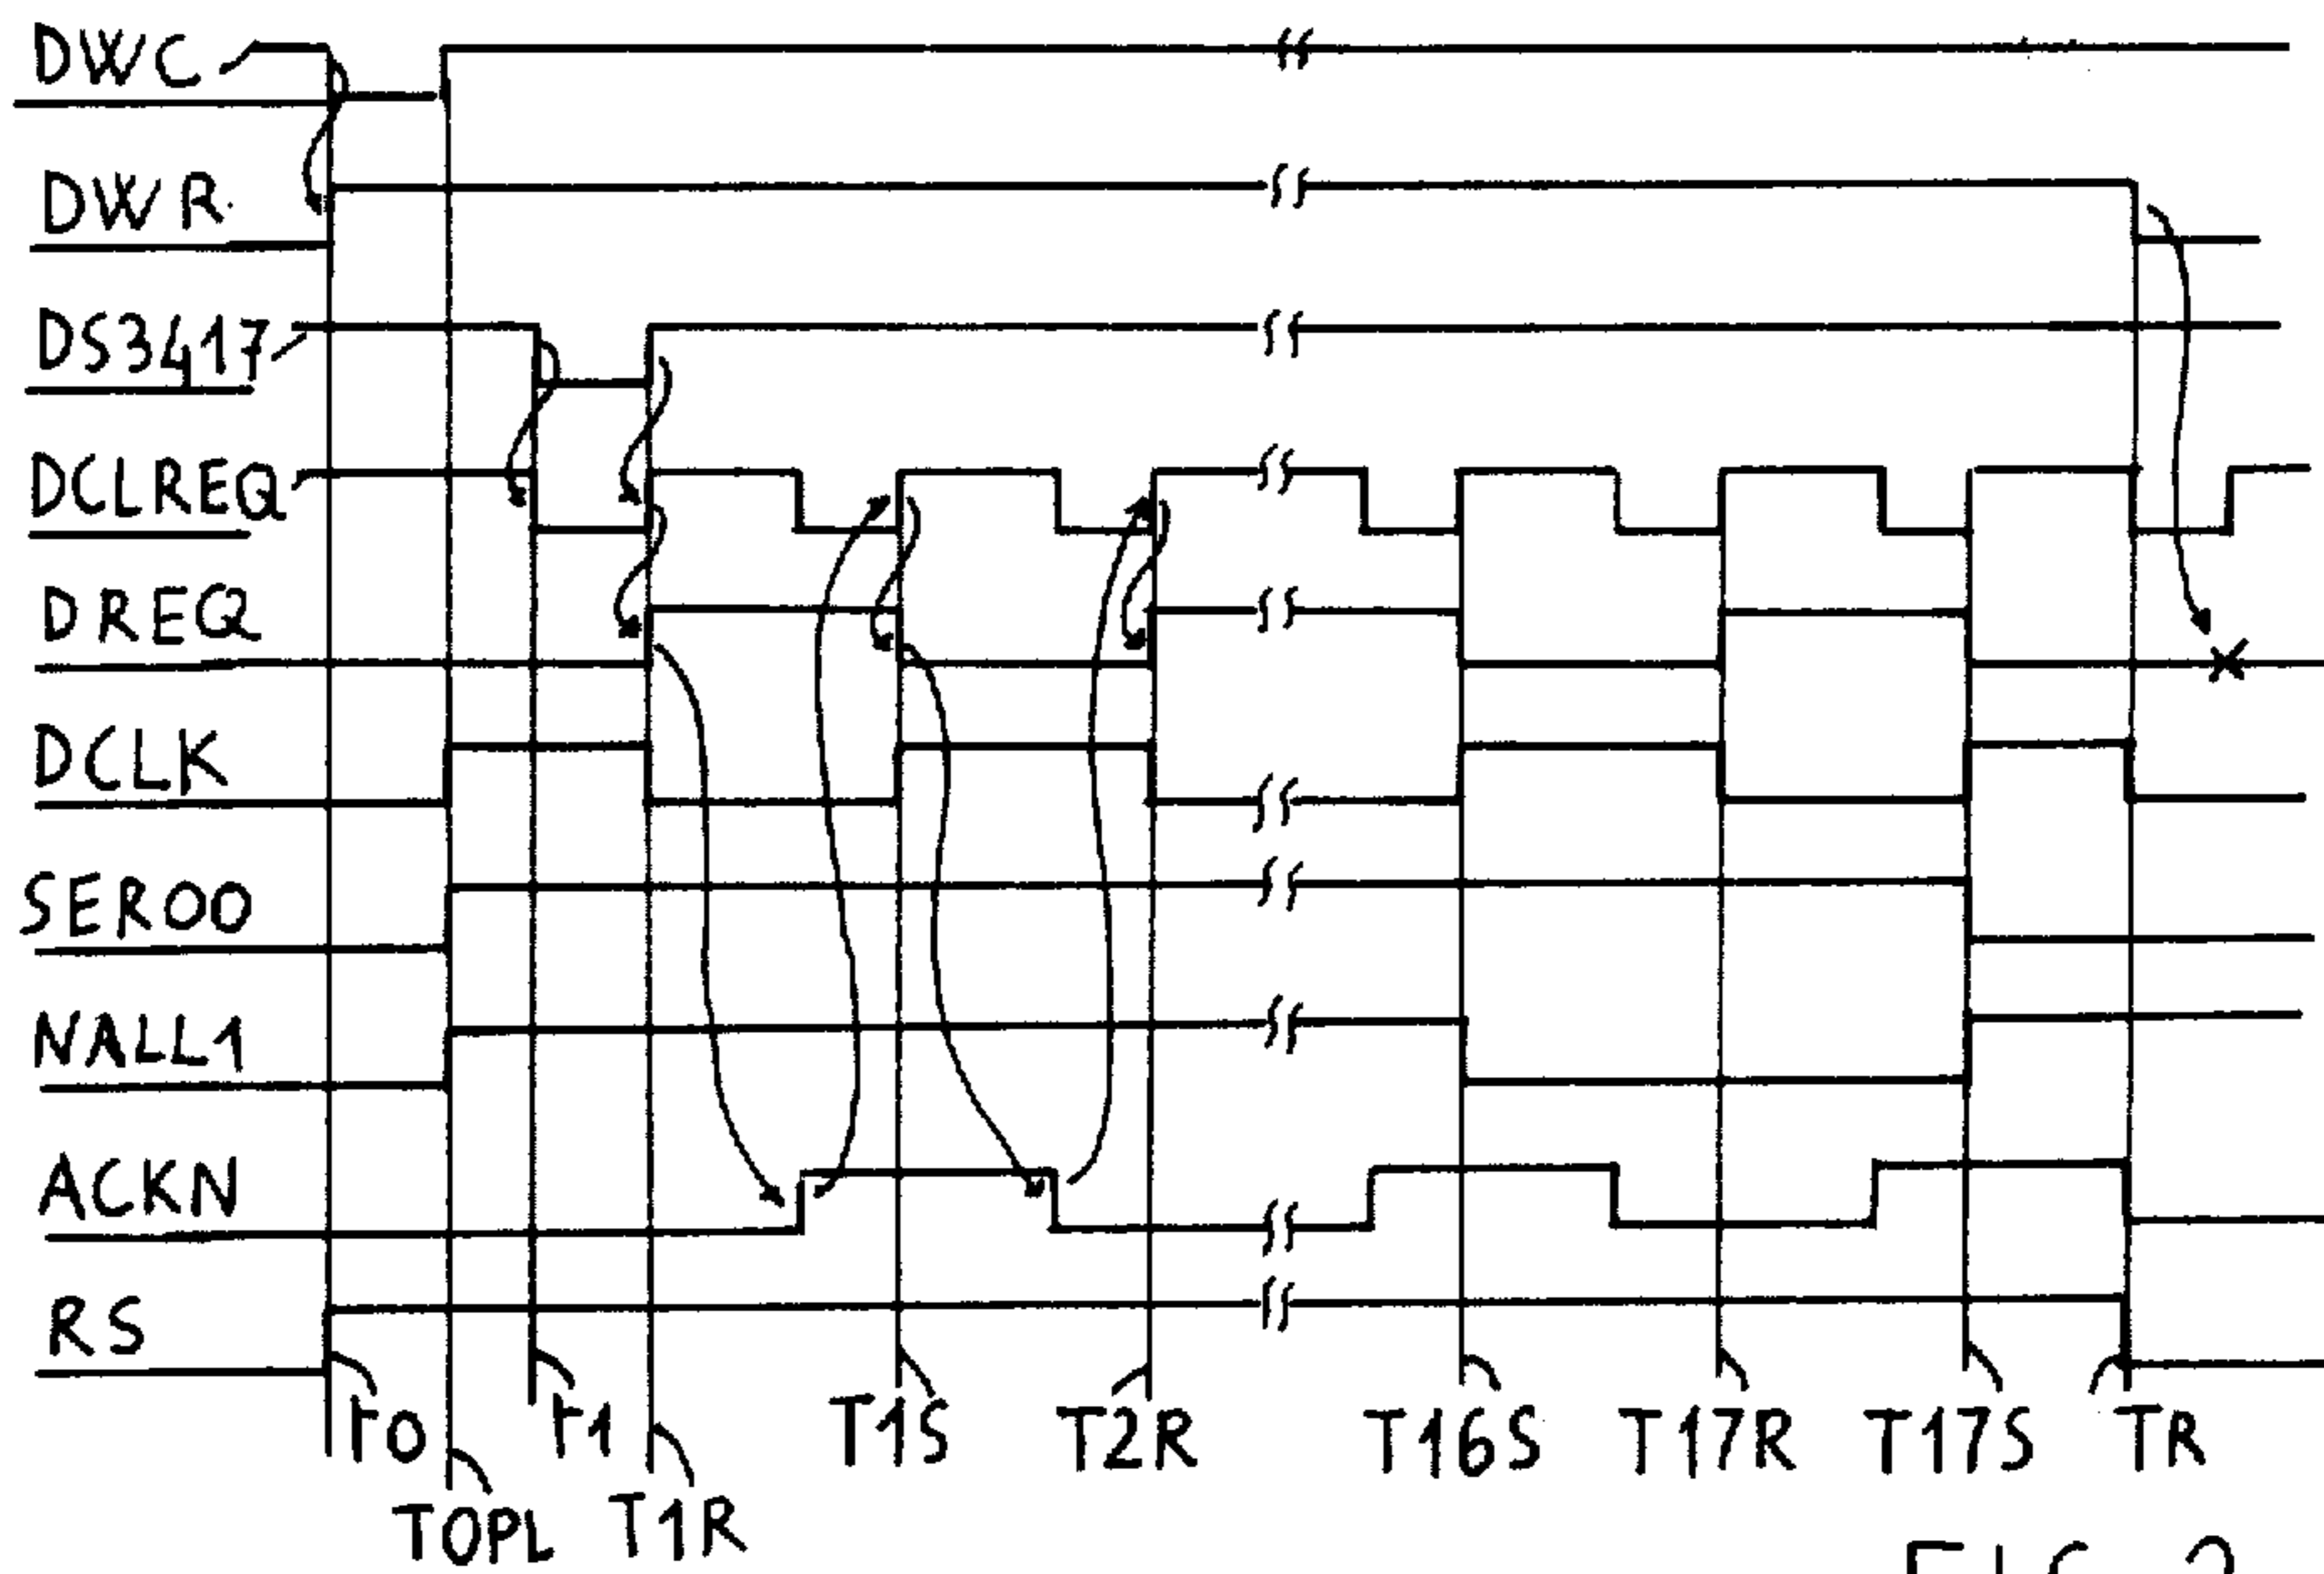 DWC
DWR
DS3417
DCLREQ
DREQ
DCLK
SER00
NALL1
ACKN
RS
T0
T1
T1S
T2R
T16S
T17R
T17S
TR
TOPL
T1R